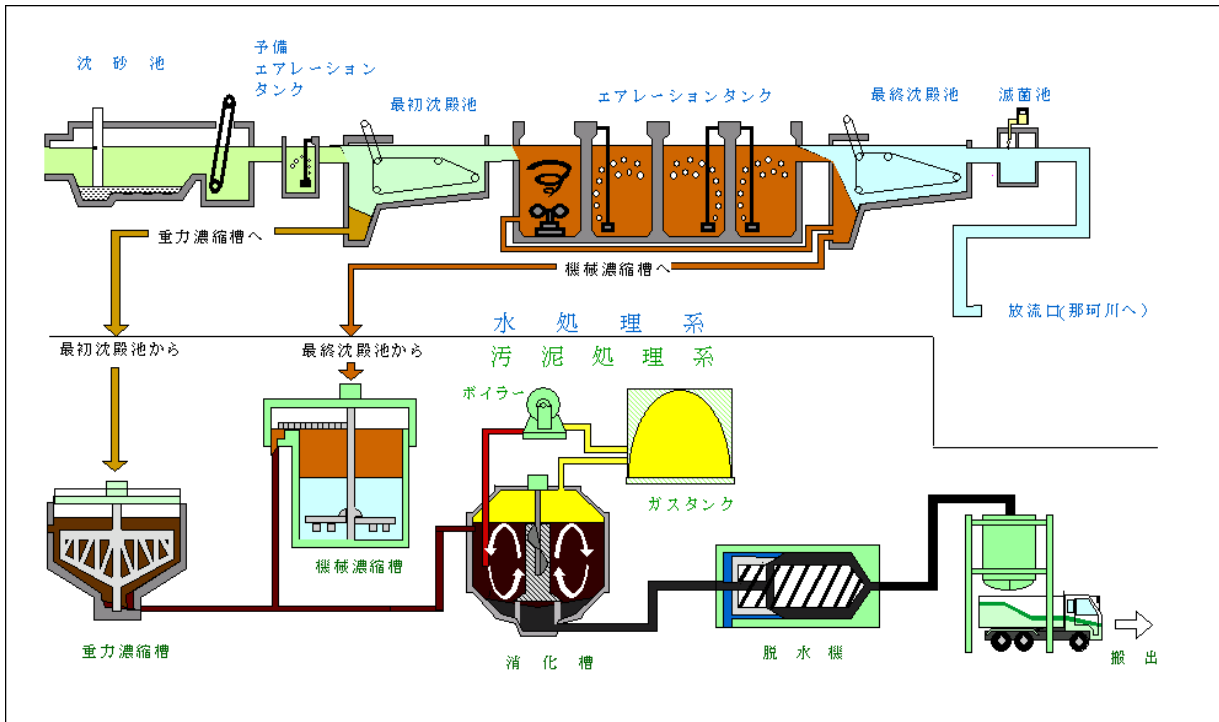 沈砂池
予備
エアレーション
タンク
最初沈殿池
エアレーションタンク
最終沈殿池
滅菌池
重力濃縮槽へ
機械濃縮槽へ
放流口(那珂川へ)
水処理系
汚泥処理系
最初沈殿池から
最終沈殿池から
ボイラー
ガスタンク
機械濃縮槽
重力濃縮槽
消化槽
脱水機
搬出